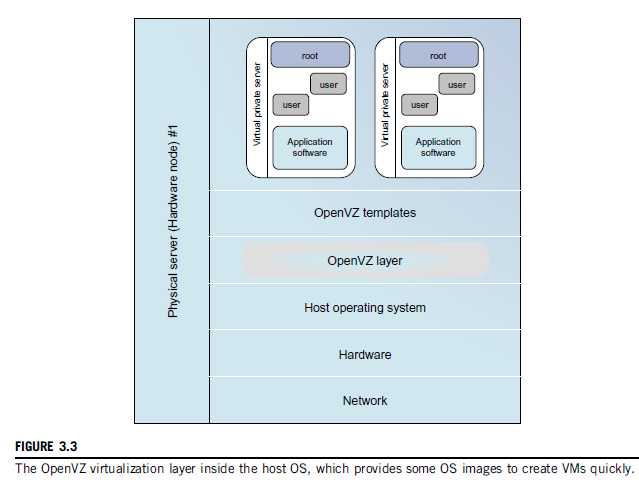 Physical server (Hardware node) #1
Virtual private server
root
user
user
Application
software
Virtual private server
root
user
user
Application
software
OpenVZ templates
OpenVZ layer
Host operating system
Hardware
Network
FIGURE 3.3
The OpenVZ virtualization layer inside the host OS, which provides some OS images to create VMs quickly.